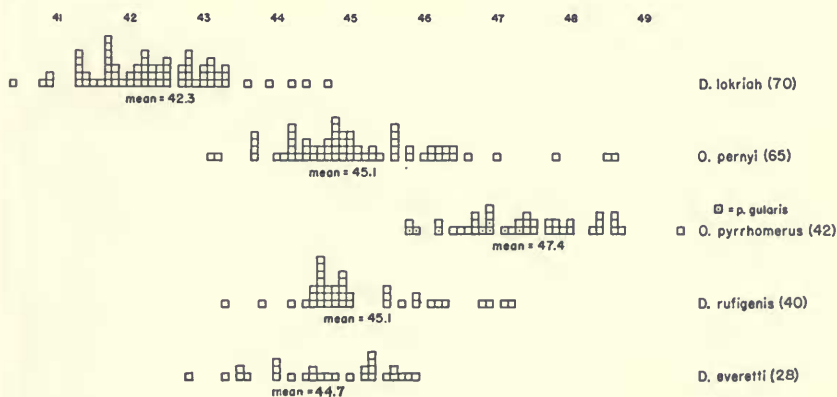 41 42 43 44 45 46 47 48 49
D. lokriah (70)
mean = 42.3
O. pernyi (65)
mean = 45.1
= p. gularis
O. pyrrhomerus (42)
mean = 47.4
D. rufigenis (40)
mean = 45.1
D. everetti (28)
mean = 44.7